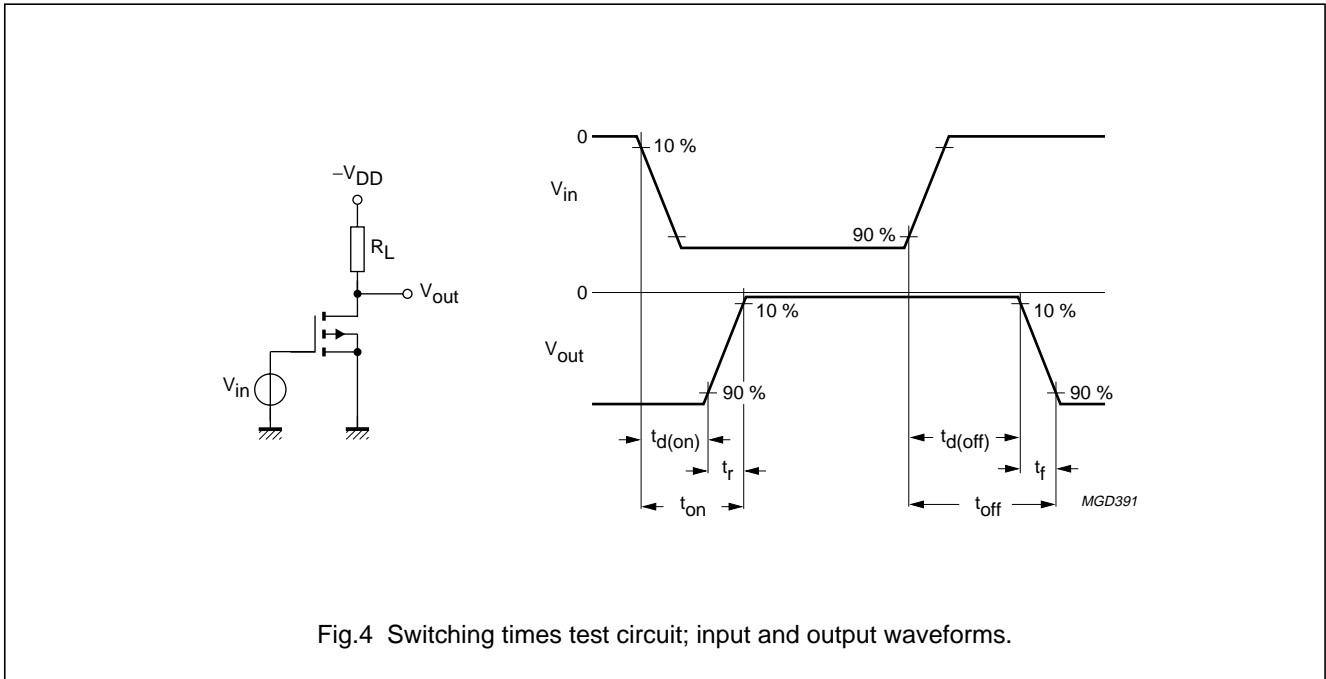 −VDD
RL
Vout
Vin
0
10 %
Vin
90 %
0
10 %
10 %
Vout
90 %
90 %
td(on)
td(off)
tr
tf
ton
toff
MGD391
Fig.4 Switching times test circuit; input and output waveforms.